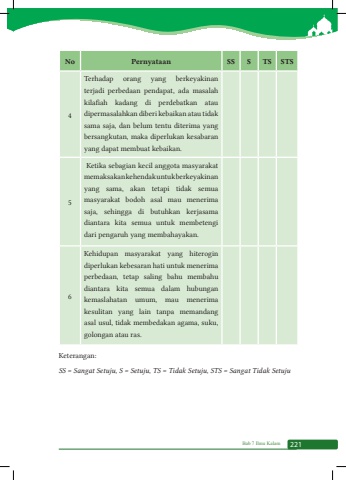 No Pernyataan SS S TS STS
Terhadap orang yang berkeyakinan
terjadi perbedaan pendapat, ada masalah
kilafiah kadang di perdebatkan atau
4 dipermasalahkan diberi kebaikan atau tidak
sama saja, dan belum tentu diterima yang
bersangkutan, maka diperlukan kesabaran
yang dapat membuat kebaikan.
Ketika sebagian kecil anggota masyarakat
memaksakan kehendak untuk berkeyakinan
yang sama, akan tetapi tidak semua
5 masyarakat bodoh asal mau menerima
saja, sehingga di butuhkan kerjasama
diantara kita semua untuk membetengi
dari pengaruh yang membahayakan.
Kehidupan masyarakat yang hiterogin
diperlukan kebesaran hati untuk menerima
perbedaan, tetap saling bahu membahu
diantara kita semua dalam hubungan
6 kemaslahatan umum, mau menerima
kesulitan yang lain tanpa memandang
asal usul, tidak membedakan agama, suku,
golongan atau ras.
Keterangan:
SS = Sangat Setuju, S = Setuju, TS = Tidak Setuju, STS = Sangat Tidak Setuju
Bab 7 Ilmu Kalam 221